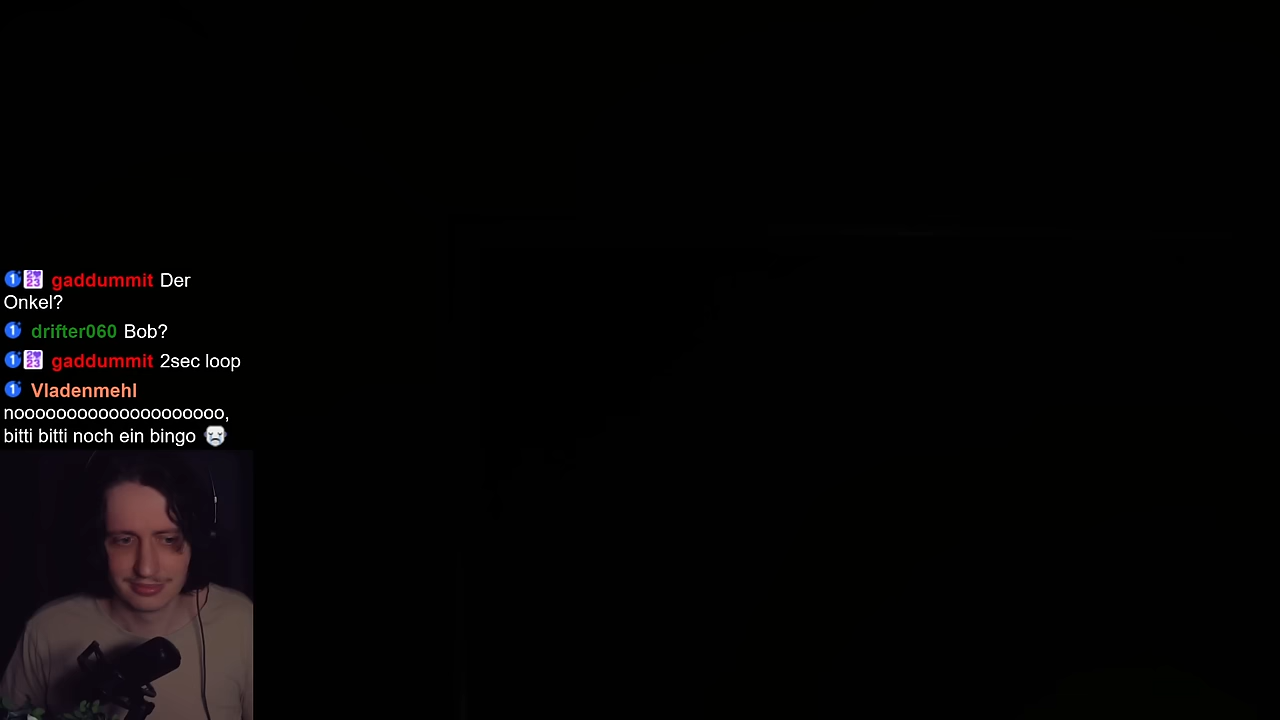 gaddummit Der
Onkel?
drifter060 Bob?
gaddummit 2sec loop
Vladenmehl
noooooooooooooooooooo,
bitti bitti noch ein bingo